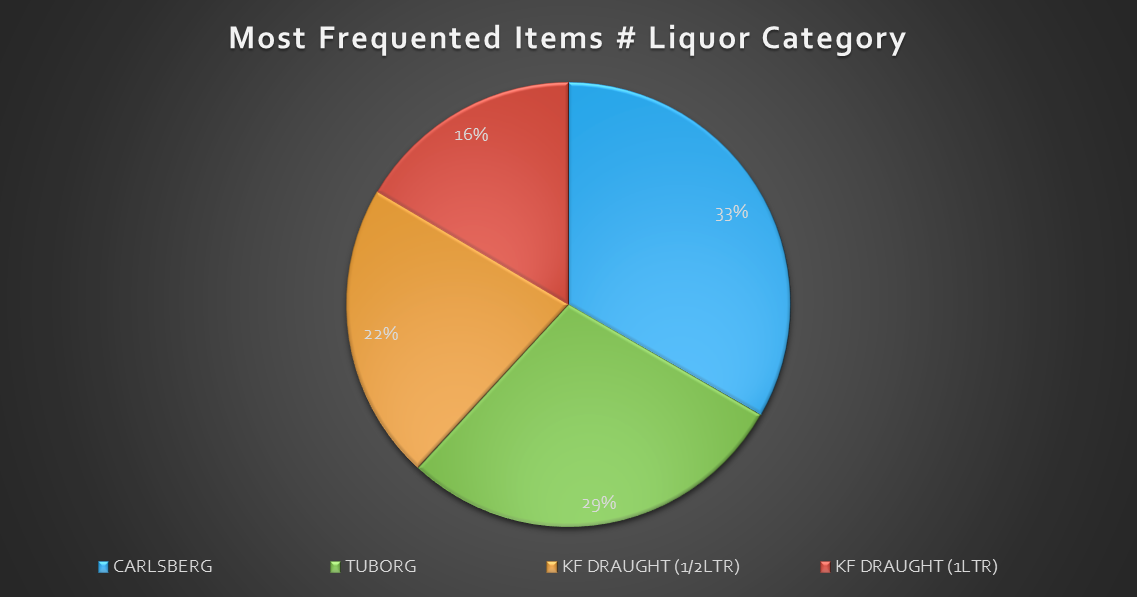 Most Frequented Items # Liquor Category
16%
33%
22%
29%
CARLSBERG TUBORG KF DRAUGHT (1/2LTR) KF DRAUGHT (1LTR)